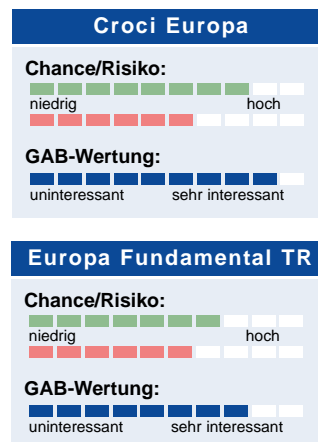 Croci Europa
Chance/Risiko:
niedrig hoch
GAB-Wertung:
uninteressant sehr interessant
Europa Fundamental TR
Chance/Risiko:
niedrig hoch
GAB-Wertung:
uninteressant sehr interessant